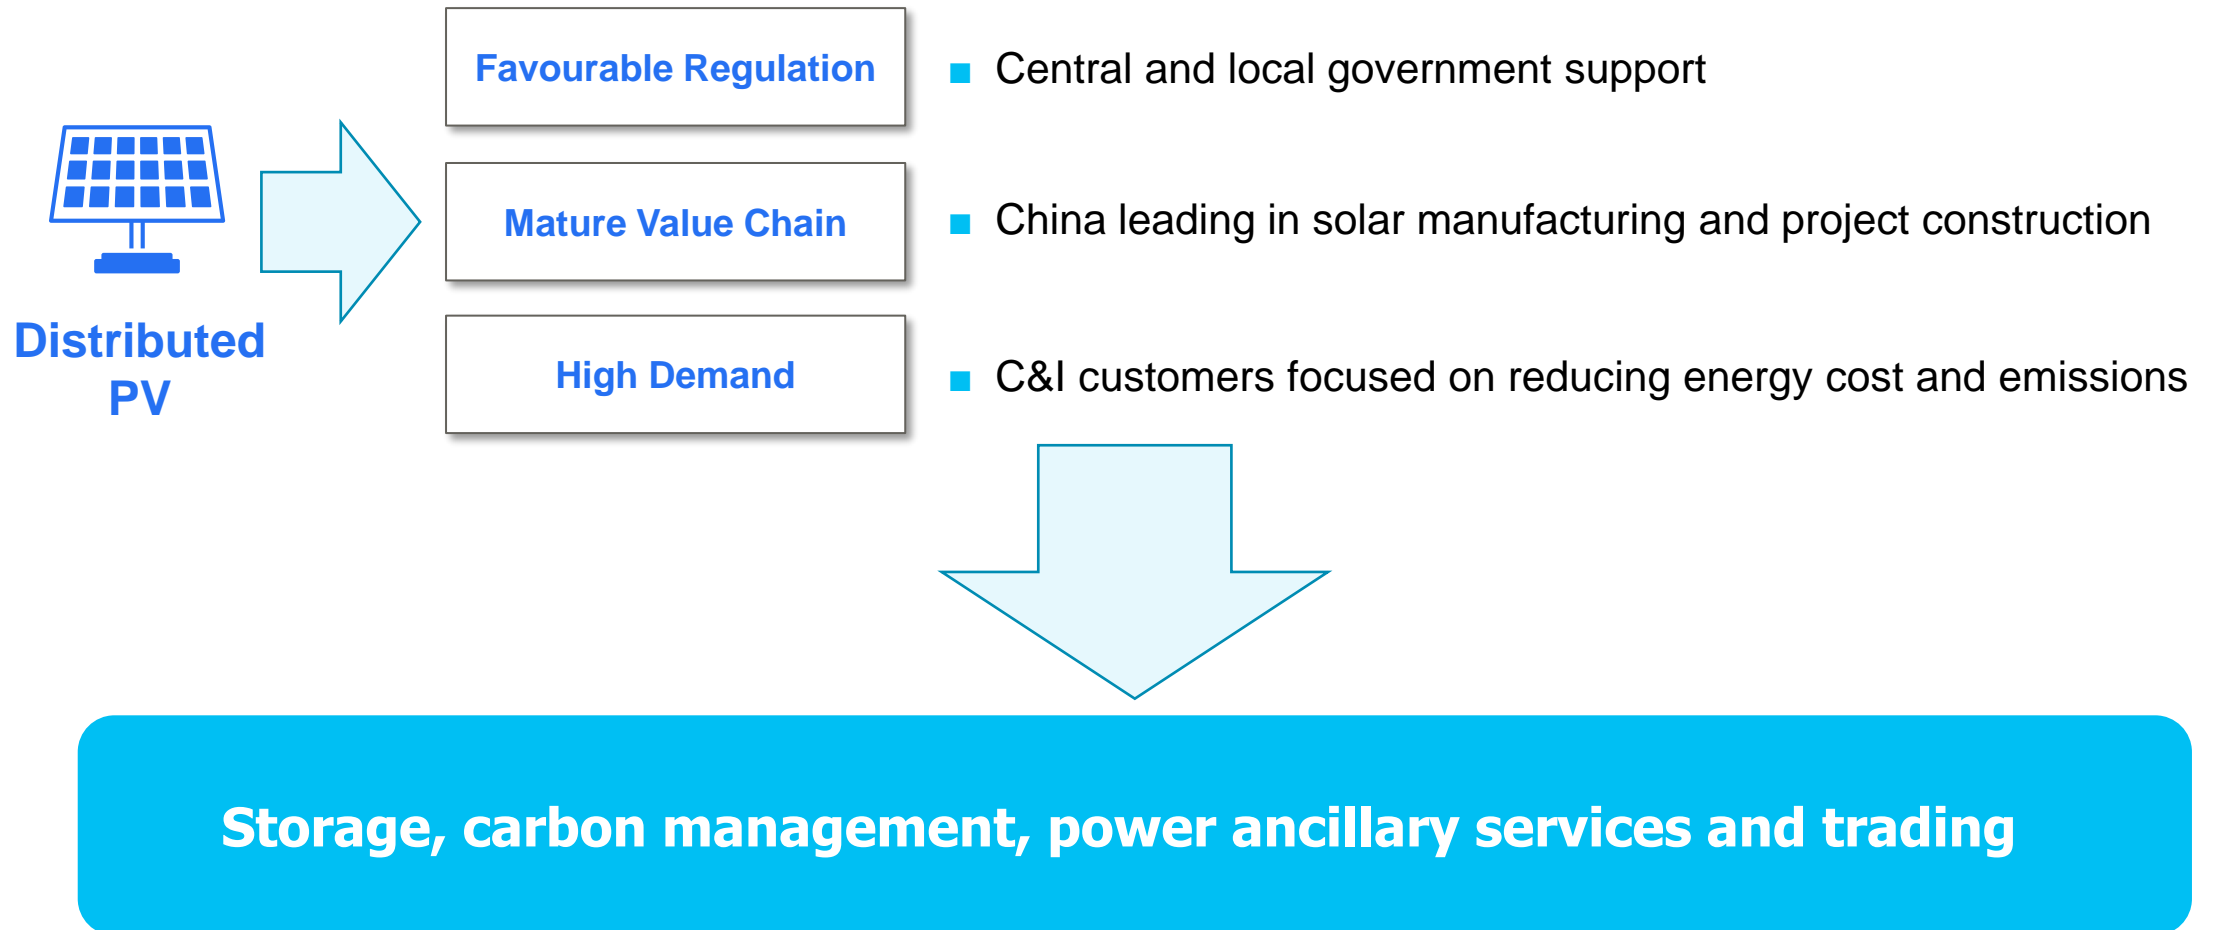 Favourable Regulation
Central and local government support
Mature Value Chain
China leading in solar manufacturing and project construction
Distributed
PV
High Demand
C&I customers focused on reducing energy cost and emissions
Storage, carbon management, power ancillary services and trading